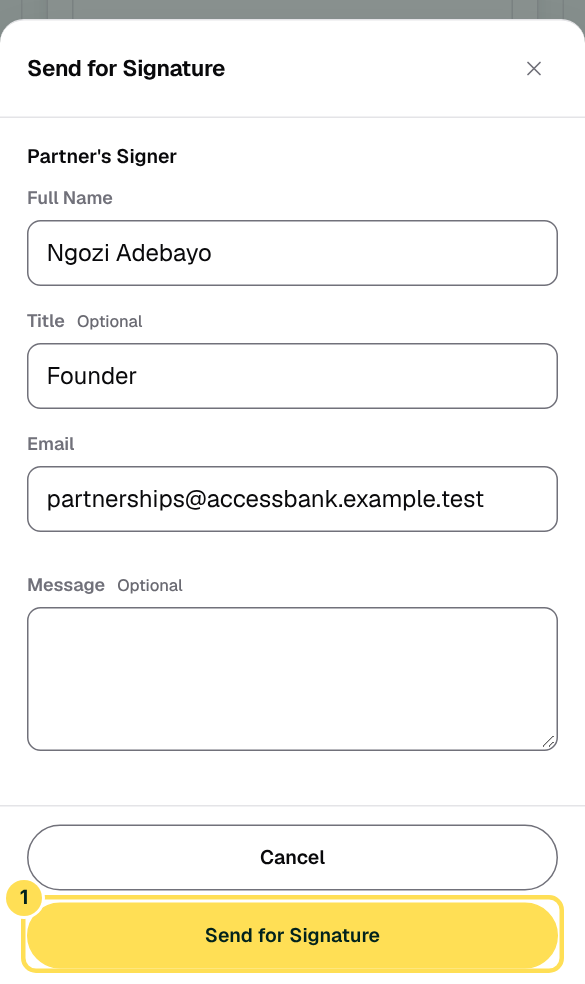 Send for Signature
Partner's Signer
Full Name
Ngozi Adebayo
Title Optional
Founder
Email
partnerships@accessbank.example.test
Message Optional
Cancel
1
Send for Signature